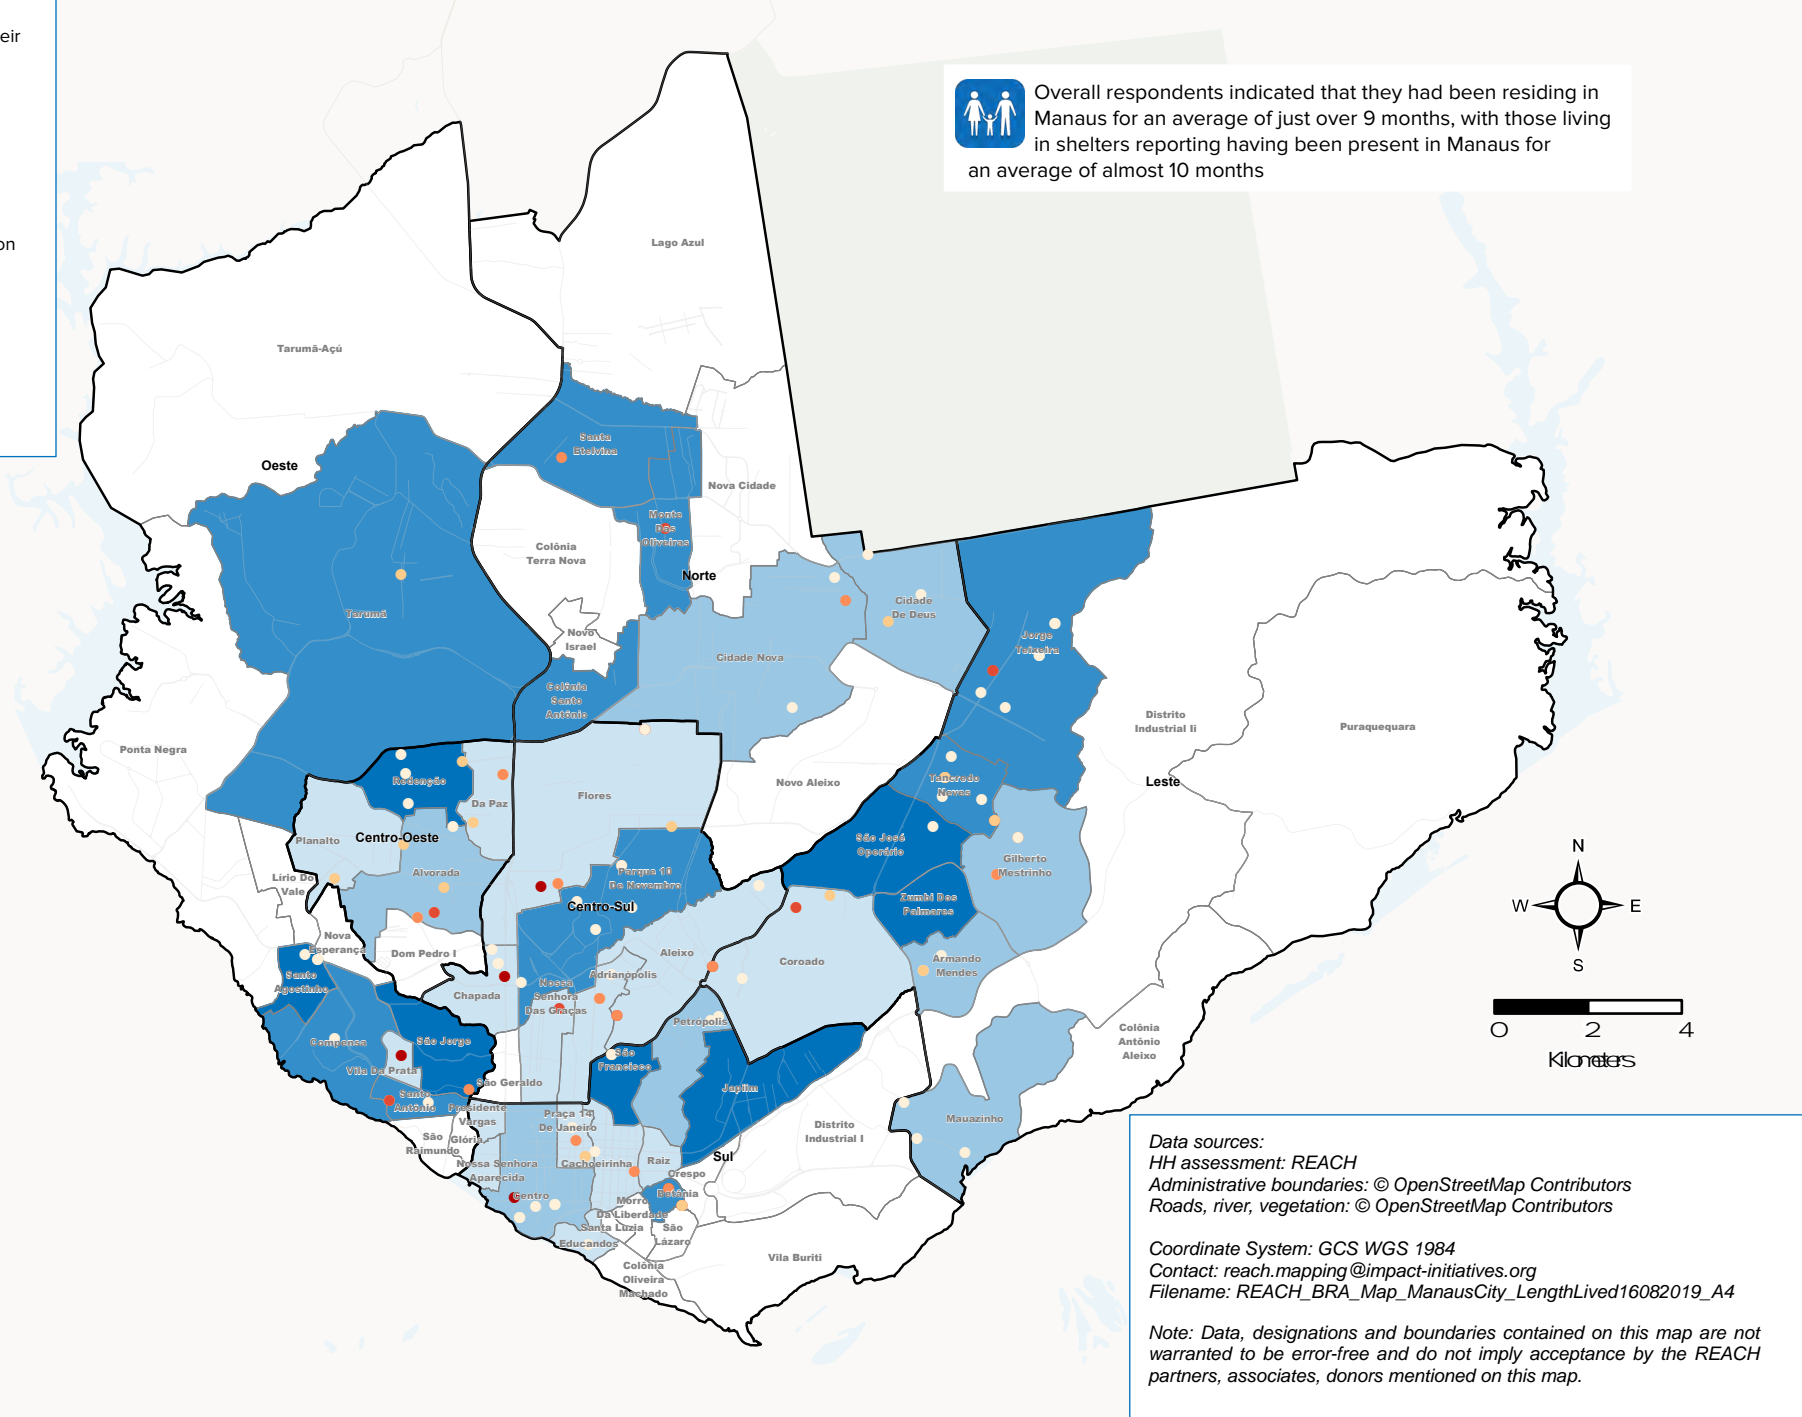 eir
on
Overall respondents indicated that they had been residing in
Manaus for an average of just over 9 months, with those living
in shelters reporting having been present in Manaus for
an average of almost 10 months
Lago Azul
Tarumã-Açú
Oeste
Santa
Etelvina
Nova Cidade
Monte
Das
Oliveiras
Colônia
Terra Nova
Norte
Cidade
De Deus
Tarumã
Novo
Israel
Jorge
Teixeira
Cidade Nova
Colônia
Santo
Antônio
Distrito
Industrial Ii
Puraquequara
Ponta Negra
Redenção
Da Paz
Flores
Novo Aleixo
Tancredo
Neves
Leste
Planalto
Centro-Oeste
São José
Operário
Gilberto
Mestrinho
Lírio Do
Vale
Alvorada
Parque 10
De Novembro
Centro-Sul
Zumbi Dos
Palmares
Nova
Esperança
Dom Pedro I
Aleixo
Coroado
Armando
Mendes
Santo
Agostinho
Chapada
Nossa
Senhora
Das Graças
Adrianópolis
Petropolis
Colônia
Antônio
Aleixo
Compensa
São Jorge
Vila Da Prata
São
Francisco
São Geraldo
Japiim
Santo
Antônio
Presidente
Vargas
Praça 14
De Janeiro
Mauazinho
Distrito
Industrial I
São
Raimundo
Glória
Nossa Senhora
Aparecida
Cachoeirinha
Raiz
Sul
Crespo
Betânia
Centro
Morro
Da Liberdade
Santa Luzia
São
Lázaro
Educandos
Vila Buriti
Colônia
Oliveira
Machado
N
W
E
S
0 2 4
Kilometers
Data sources:
HH assessment: REACH
Administrative boundaries: © OpenStreetMap Contributors
Roads, river, vegetation: © OpenStreetMap Contributors
Coordinate System: GCS WGS 1984
Contact: reach.mapping@impact-initiatives.org
Filename: REACH_BRA_Map_ManausCity_LengthLived16082019_A4
Note: Data, designations and boundaries contained on this map are not
warranted to be error-free and do not imply acceptance by the REACH
partners, associates, donors mentioned on this map.